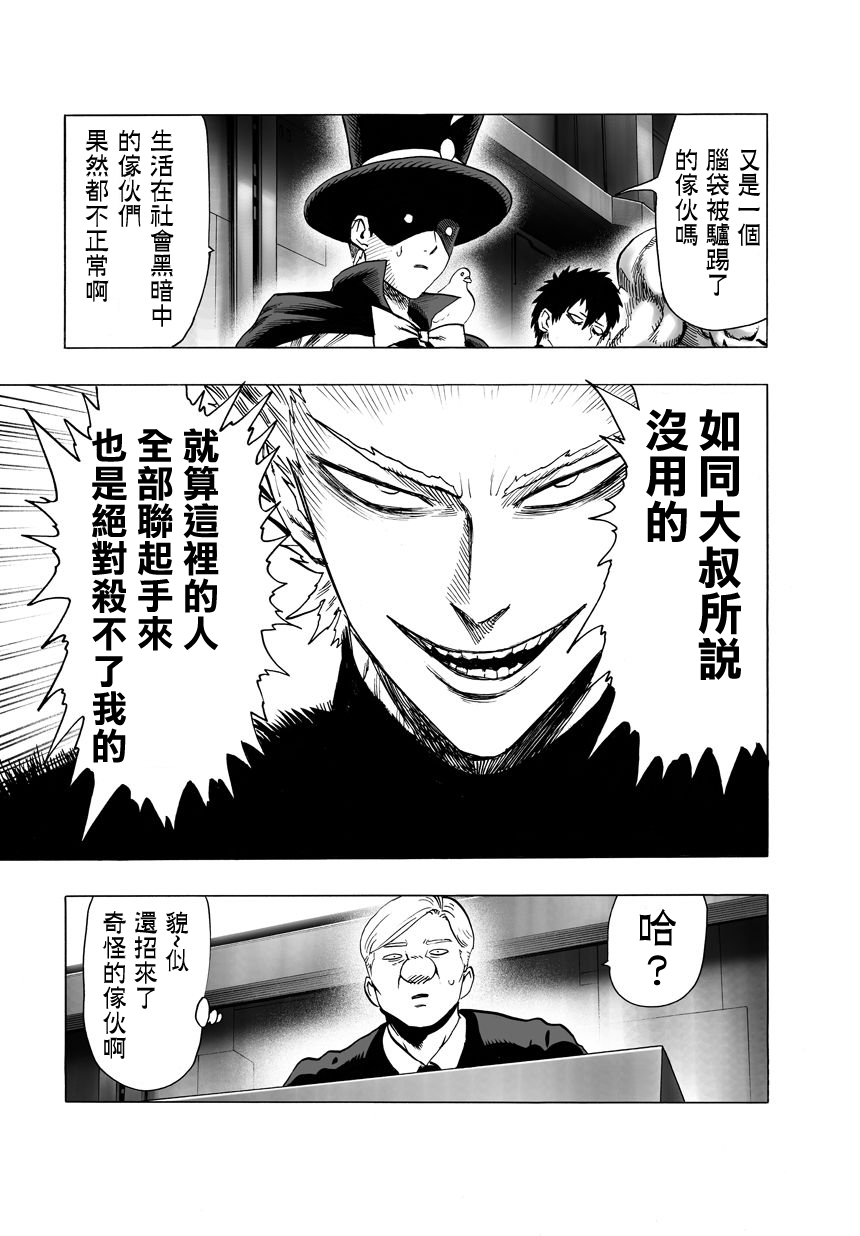 又是一個
腦袋被驢踢了
的傢伙嗎
生活在社會黑暗中
的傢伙們
果然都不正常啊
如同大叔所說
沒用的
就算這裡的人
全部聯起手來
也是絕對殺不了我的
哈？
貌~似
還招來了
奇怪的傢伙啊